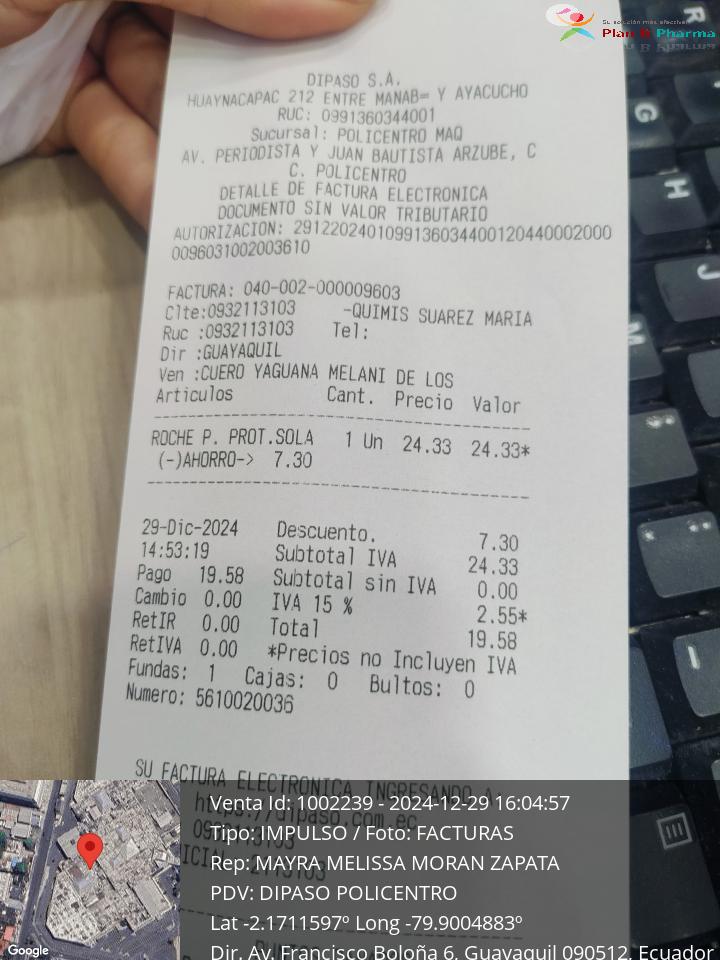 Su solución más efectiva
Plan B Pharma
DIPASO S.A.
HUAYNACAPAC 212 ENTRE MANAB= Y AYACUCHO
RUC: 0991360344001
Sucursal: POLICENTRO MAQ
AV. PERIODISTA Y JUAN BAUTISTA ARZUBE, C
C. POLICENTRO
DETALLE DE FACTURA ELECTRONICA
DOCUMENTO SIN VALOR TRIBUTARIO
AUTORIZACION: 2912202401099136034400120440002000
0096031002003610
FACTURA: 040-002-000009603
Clte:0932113103 -QUIMIS SUAREZ MARIA
Ruc :0932113103 Tel:
Dir :GUAYAQUIL
Ven :CUERO YAGUANA MELANI DE LOS
Articulos Cant. Precio Valor
ROCHE P. PROT.SOLA 1 Un 24.33 24.33*
(-)AHORRO-> 7.30
29-Dic-2024 Descuento. 7.30
14:53:19 Subtotal IVA 24.33
Pago 19.58 Subtotal sin IVA 0.00
Cambio 0.00 IVA 15 % 2.55*
RetIR 0.00 Total 19.58
RetIVA 0.00 *Precios no Incluyen IVA
Fundas: 1 Cajas: 0 Bultos: 0
Numero: 5610020036
SU FACTURA ELECTRONICA INGRESANDO A:
https://dipaso.com.ec
Venta Id: 1002239 - 2024-12-29 16:04:57
Tipo: IMPULSO / Foto: FACTURAS
Rep: MAYRA MELISSA MORAN ZAPATA
PDV: DIPASO POLICENTRO
Lat -2.1711597º Long -79.9004883º
Dir. Av. Francisco Boloña 6, Guayaquil 090512, Ecuador
Google
R
G
H
J
M